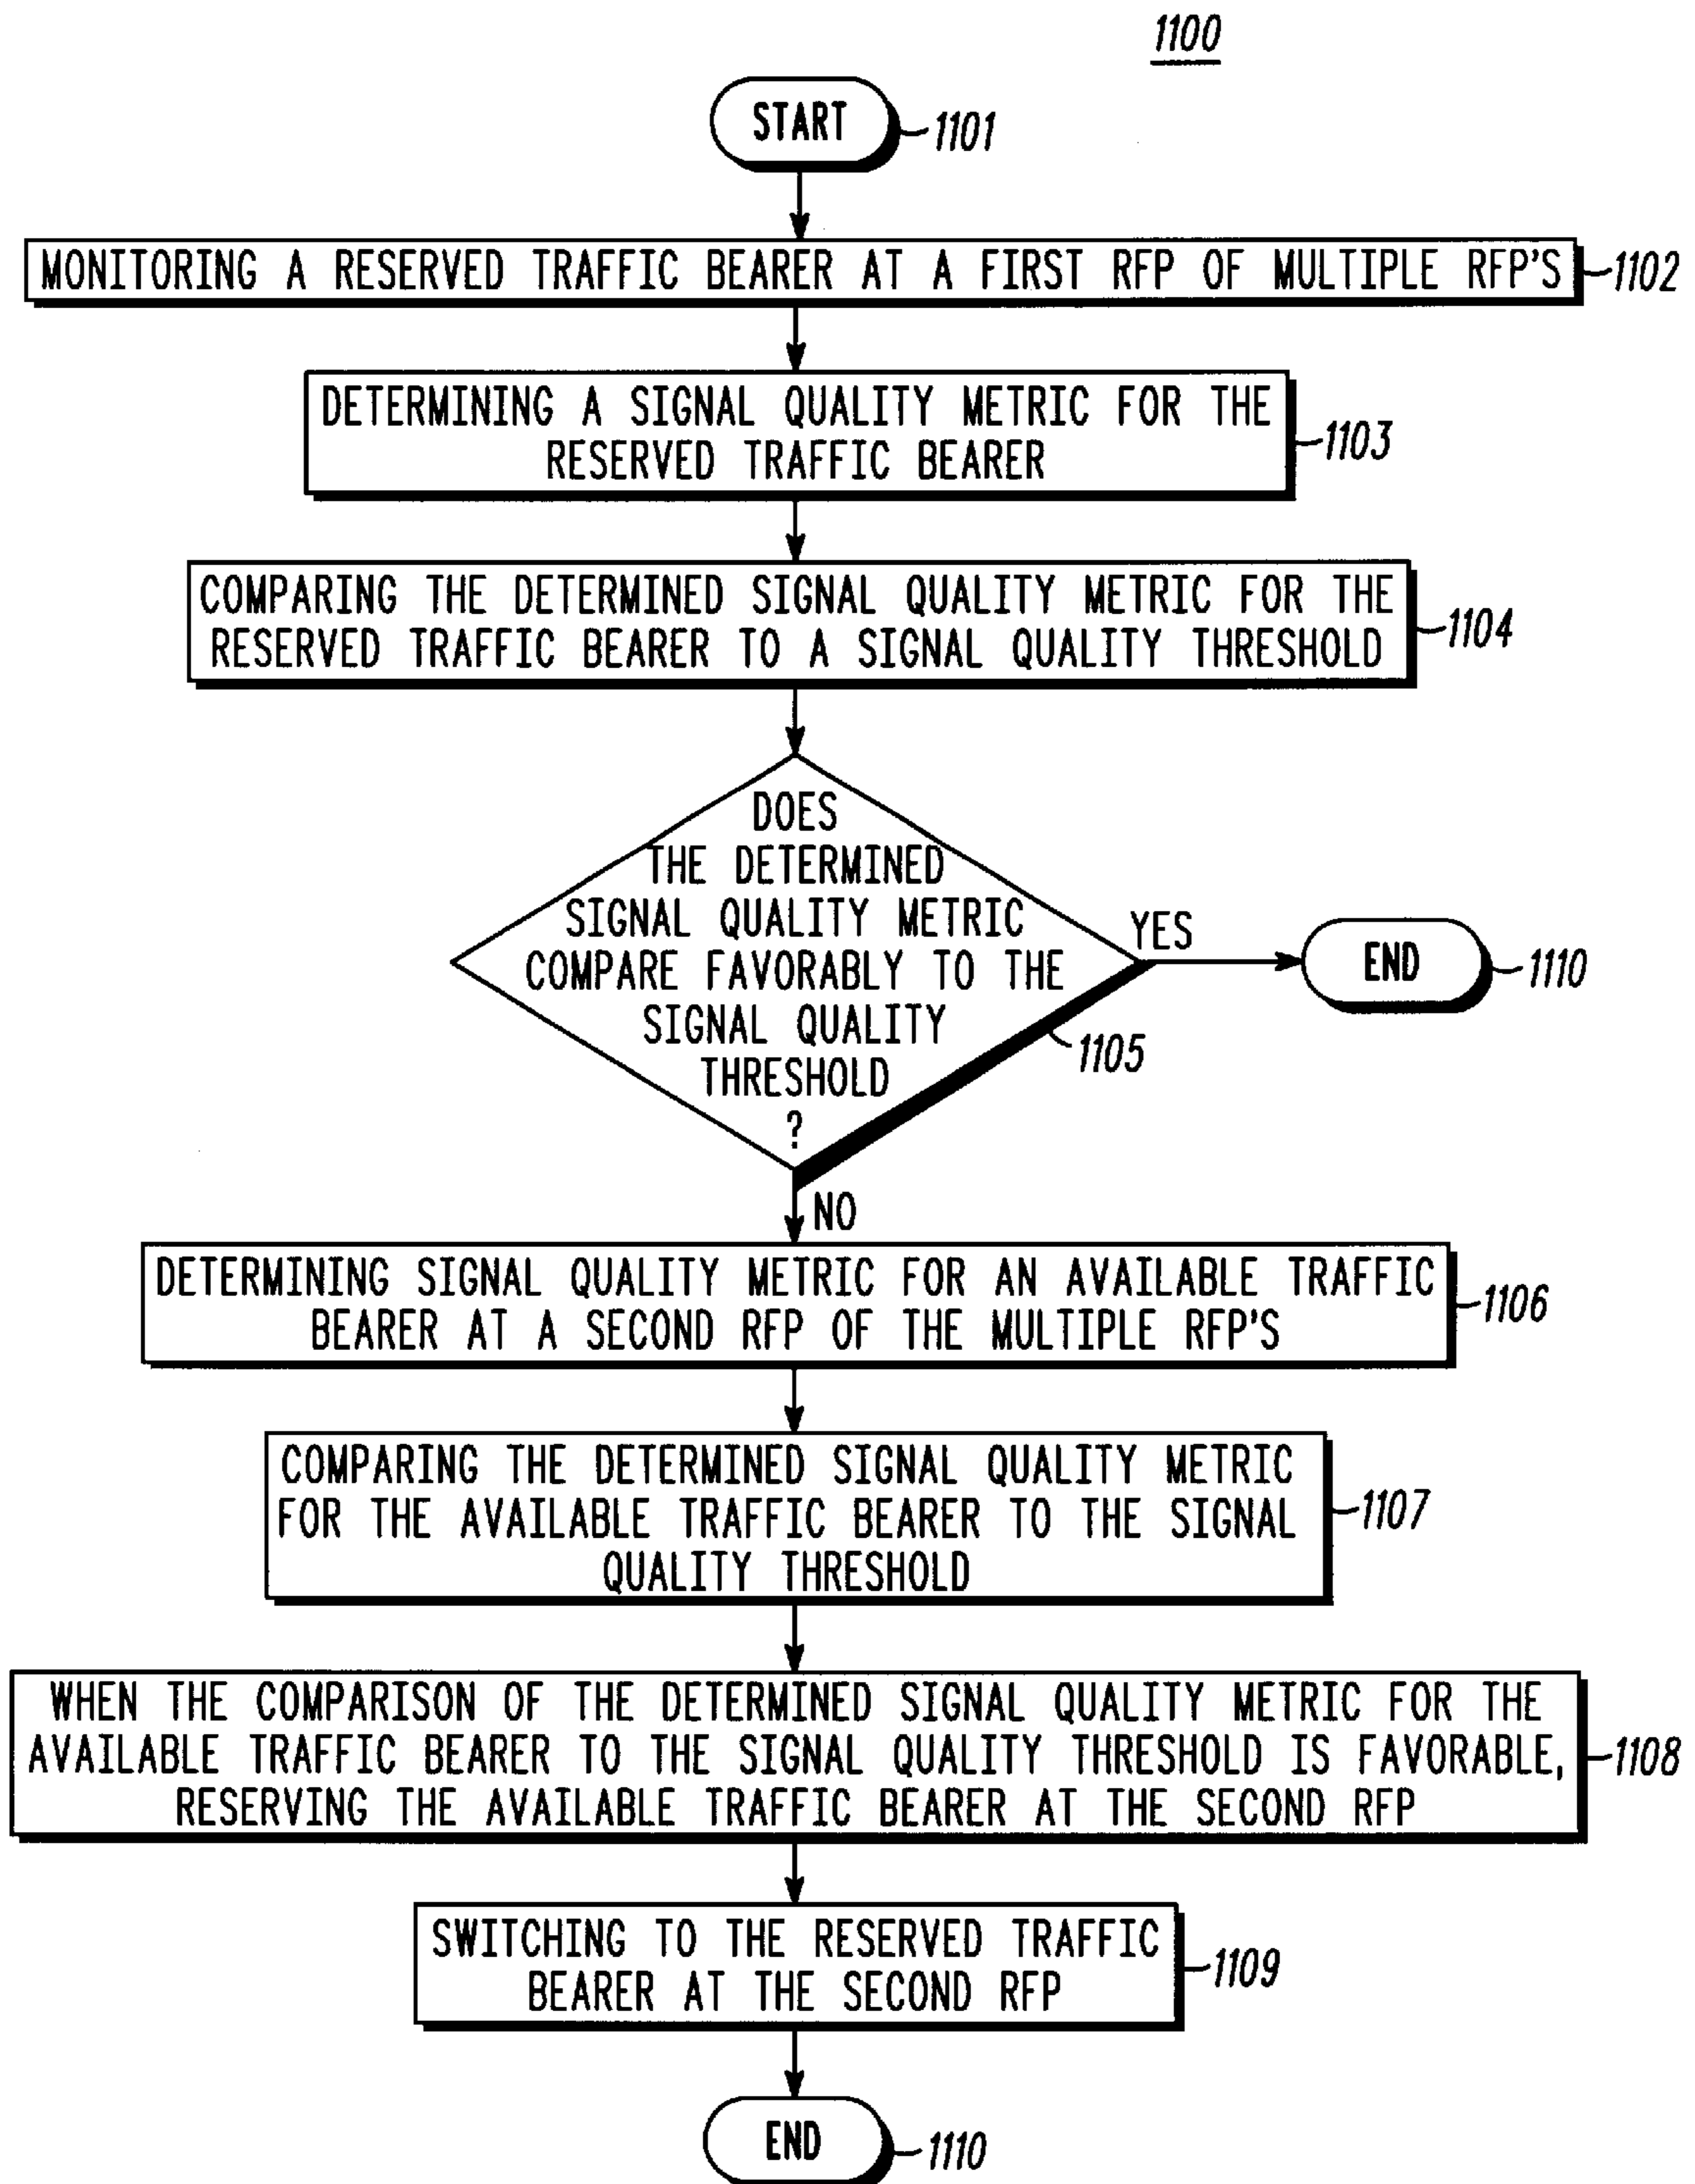 1100
START
1101
MONITORING A RESERVED TRAFFIC BEARER AT A FIRST RFP OF MULTIPLE RFP'S
1102
DETERMINING A SIGNAL QUALITY METRIC FOR THE
RESERVED TRAFFIC BEARER
1103
COMPARING THE DETERMINED SIGNAL QUALITY METRIC FOR THE
RESERVED TRAFFIC BEARER TO A SIGNAL QUALITY THRESHOLD
1104
DOES
THE DETERMINED
SIGNAL QUALITY METRIC
COMPARE FAVORABLY TO THE
SIGNAL QUALITY
THRESHOLD
?
1105
YES
END
1110
NO
DETERMINING SIGNAL QUALITY METRIC FOR AN AVAILABLE TRAFFIC
BEARER AT A SECOND RFP OF THE MULTIPLE RFP'S
1106
COMPARING THE DETERMINED SIGNAL QUALITY METRIC
FOR THE AVAILABLE TRAFFIC BEARER TO THE SIGNAL
QUALITY THRESHOLD
1107
WHEN THE COMPARISON OF THE DETERMINED SIGNAL QUALITY METRIC FOR THE
AVAILABLE TRAFFIC BEARER TO THE SIGNAL QUALITY THRESHOLD IS FAVORABLE,
RESERVING THE AVAILABLE TRAFFIC BEARER AT THE SECOND RFP
1108
SWITCHING TO THE RESERVED TRAFFIC
BEARER AT THE SECOND RFP
1109
END
1110